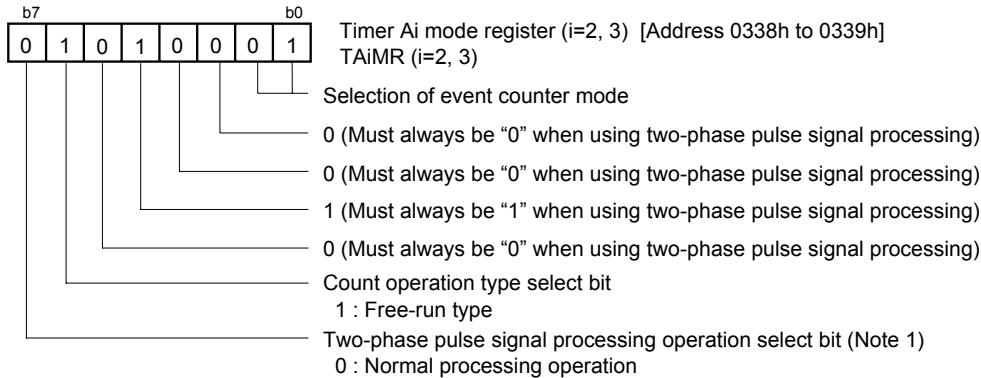 b7 b0
0 1 0 1 0 0 0 1
Timer Ai mode register (i=2, 3) [Address 0338h to 0339h]
TAiMR (i=2, 3)
Selection of event counter mode
0 (Must always be “0” when using two-phase pulse signal processing)
0 (Must always be “0” when using two-phase pulse signal processing)
1 (Must always be “1” when using two-phase pulse signal processing)
0 (Must always be “0” when using two-phase pulse signal processing)
Count operation type select bit
1 : Free-run type
Two-phase pulse signal processing operation select bit (Note 1)
0 : Normal processing operation